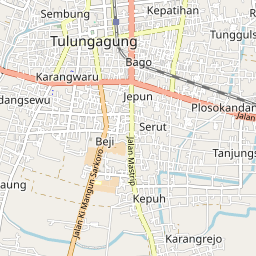 Sembung
Kepatihan
Tungguls
Tulungagung
Bago
Karangwaru
Jepun
dangsewu
Plosokandan
Jalan
Serut
Beji
Jalan Mastrip
Tanjungs
Jalan Ki Mangun Sarkoro
aung
Kepuh
Karangrejo